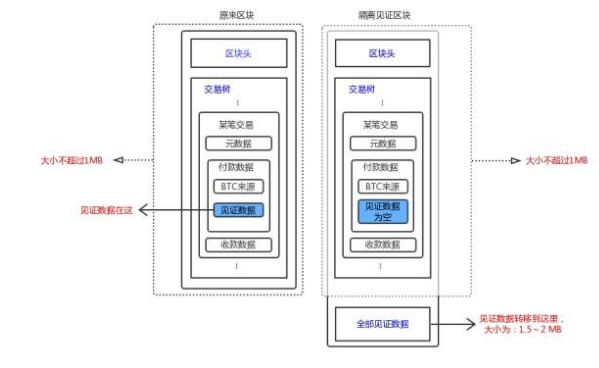 原来区块
隔离见证区块
区块头
区块头
交易树
交易树
某笔交易
某笔交易
元数据
元数据
付款数据
付款数据
大小不超过1MB
大小不超过1MB
BTC来源
BTC来源
见证数据在这
见证数据
见证数据
为空
收款数据
收款数据
全部见证数据
见证数据转移到这里，
大小为：1.5～2 MB